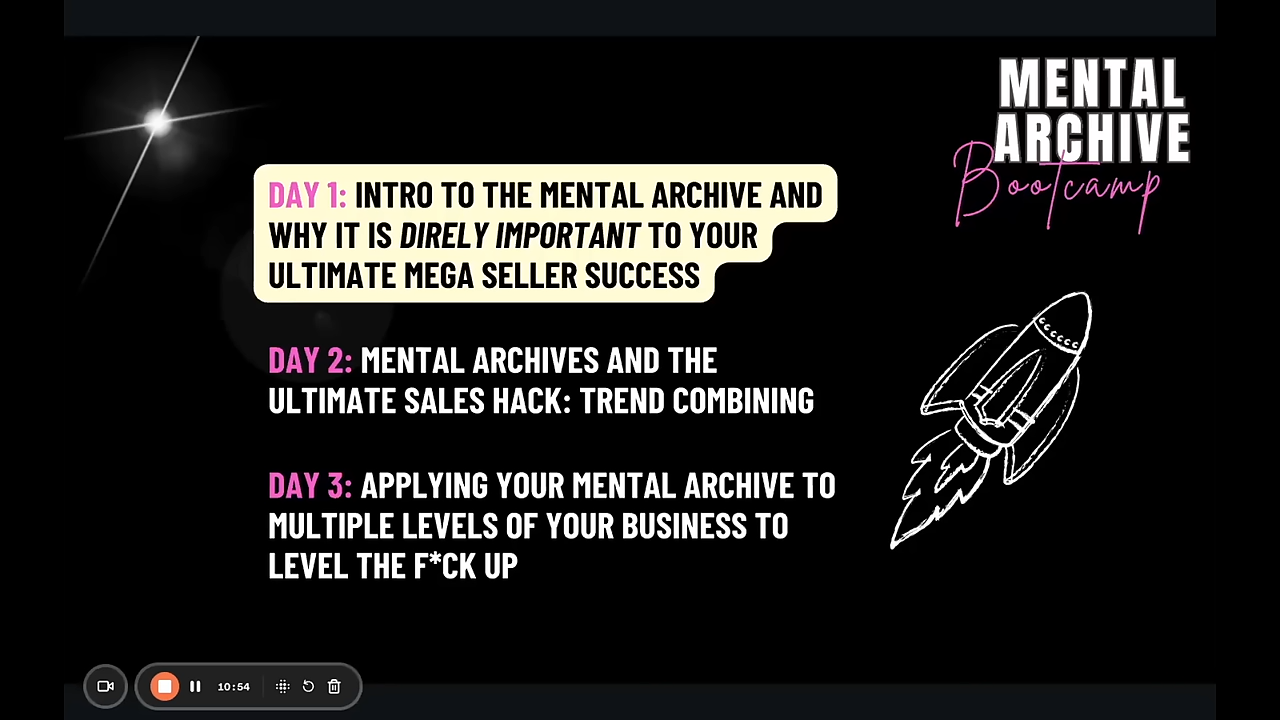 MENTAL
ARCHIVE
Bootcamp
DAY 1: INTRO TO THE MENTAL ARCHIVE AND
WHY IT IS DIRELY IMPORTANT TO YOUR
ULTIMATE MEGA SELLER SUCCESS
DAY 2: MENTAL ARCHIVES AND THE
ULTIMATE SALES HACK: TREND COMBINING
DAY 3: APPLYING YOUR MENTAL ARCHIVE TO
MULTIPLE LEVELS OF YOUR BUSINESS TO
LEVEL THE F*CK UP
10:54